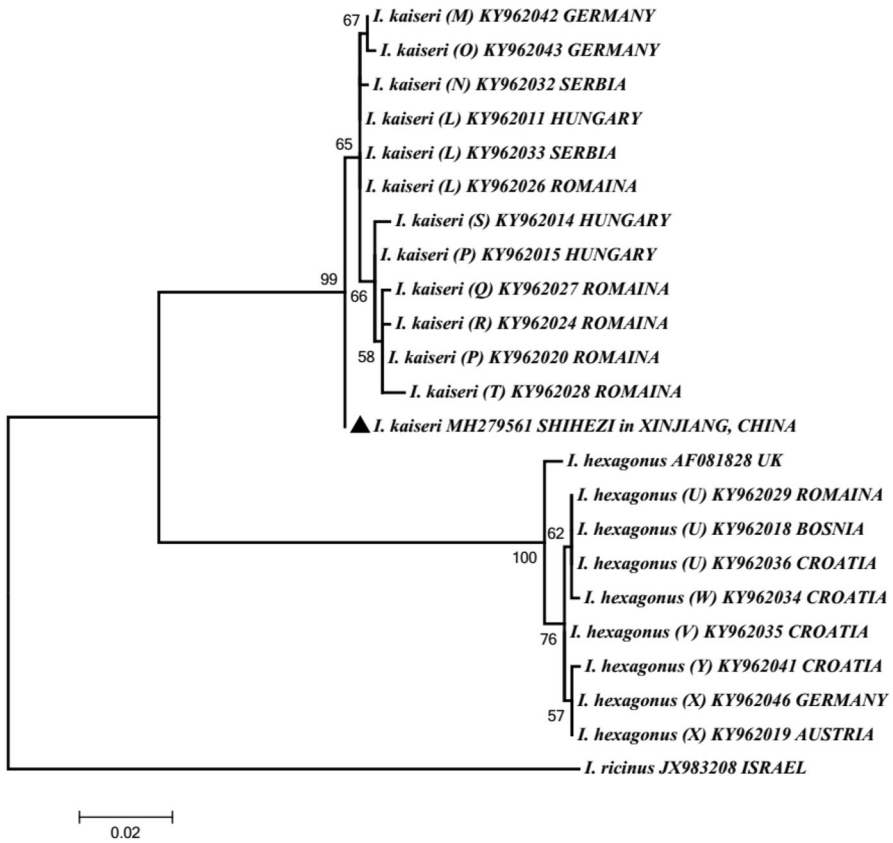 67
I. kaiseri (M) KY962042 GERMANY
I. kaiseri (O) KY962043 GERMANY
I. kaiseri (N) KY962032 SERBIA
I. kaiseri (L) KY962011 HUNGARY
65
I. kaiseri (L) KY962033 SERBIA
I. kaiseri (L) KY962026 ROMAINA
I. kaiseri (S) KY962014 HUNGARY
I. kaiseri (P) KY962015 HUNGARY
99
66
I. kaiseri (Q) KY962027 ROMAINA
I. kaiseri (R) KY962024 ROMAINA
58
I. kaiseri (P) KY962020 ROMAINA
I. kaiseri (T) KY962028 ROMAINA
I. kaiseri MH279561 SHIHEZI in XINJIANG, CHINA
I. hexagonus AF081828 UK
I. hexagonus (U) KY962029 ROMAINA
62
I. hexagonus (U) KY962018 BOSNIA
100
I. hexagonus (U) KY962036 CROATIA
I. hexagonus (W) KY962034 CROATIA
76
I. hexagonus (V) KY962035 CROATIA
I. hexagonus (Y) KY962041 CROATIA
I. hexagonus (X) KY962046 GERMANY
57
I. hexagonus (X) KY962019 AUSTRIA
I. ricinus JX983208 ISRAEL
0.02